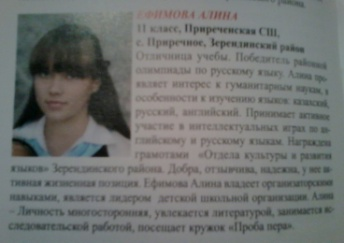 района.
ЕФИМОВА АЛИНА
11 класс, Приреченская СШ,
с. Приречное, Зерендинский район
Отличница учебы. Победитель районной
олимпиады по русскому языку. Алина про-
являет интерес к гуманитарным наукам, в
особенности к изучению языков: казахский,
русский, английский. Принимает активное
участие в интеллектуальных играх по ан-
глийскому и русскому языкам. Награждена
грамотами «Отдела культуры и развития
языков» Зерендинского района. Добра, отзывчива, надежна, у нее ак-
тивная жизненная позиция. Ефимова Алина владеет организаторскими
навыками, является лидером детской школьной организации. Алина
– Личность многосторонняя, увлекается литературой, занимается ис-
следовательской работой, посещает кружок «Проба пера».